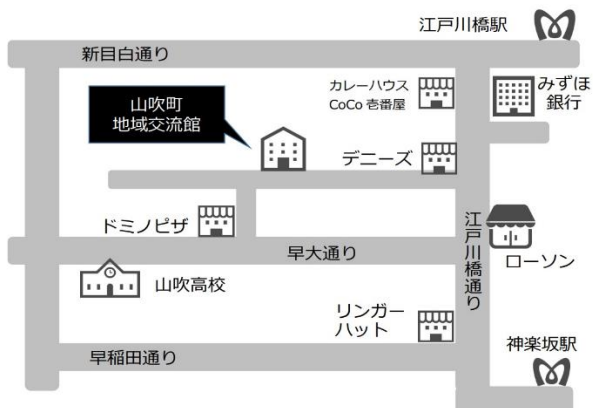 江戸川橋駅
新目白通り
カレーハウス
CoCo 壱番屋
みずほ
銀行
山吹町
地域交流館
デニーズ
ドミノピザ
江戸川橋通り
早大通り
ローソン
山吹高校
リンガー
ハット
早稲田通り
神楽坂駅